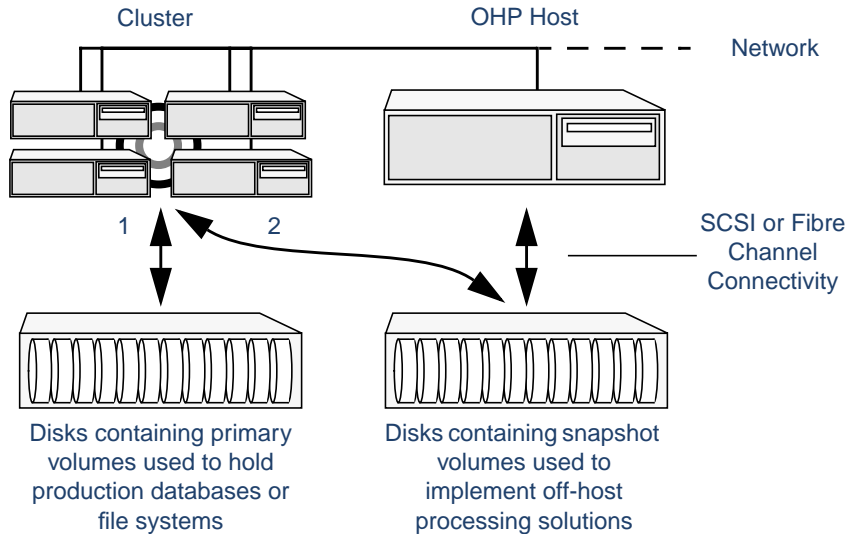 Cluster
OHP Host
Network
1
2
SCSI or Fibre
Channel
Connectivity
Disks containing primary
volumes used to hold
production databases or
file systems
Disks containing snapshot
volumes used to
implement off-host
processing solutions